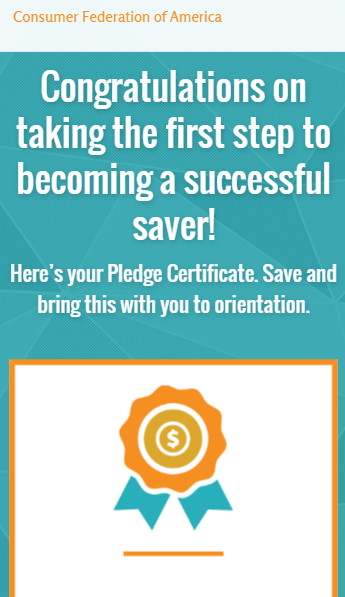 Consumer Federation of America
Congratulations on
taking the first step to
becoming a successful
saver!
Here's your Pledge Certificate. Save and
bring this with you to orientation.
$